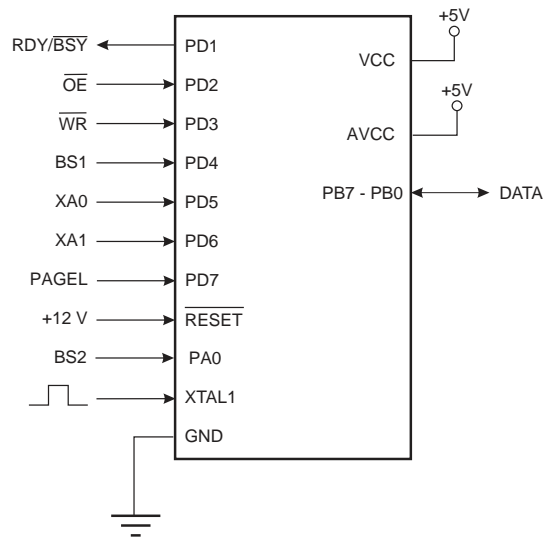 +5V
RDY/BSY PD1
VCC
OE PD2
+5V
WR PD3
AVCC
BS1 PD4
XA0 PD5
PB7 - PB0 DATA
XA1 PD6
PAGEL PD7
+12 V RESET
BS2 PA0
XTAL1
GND